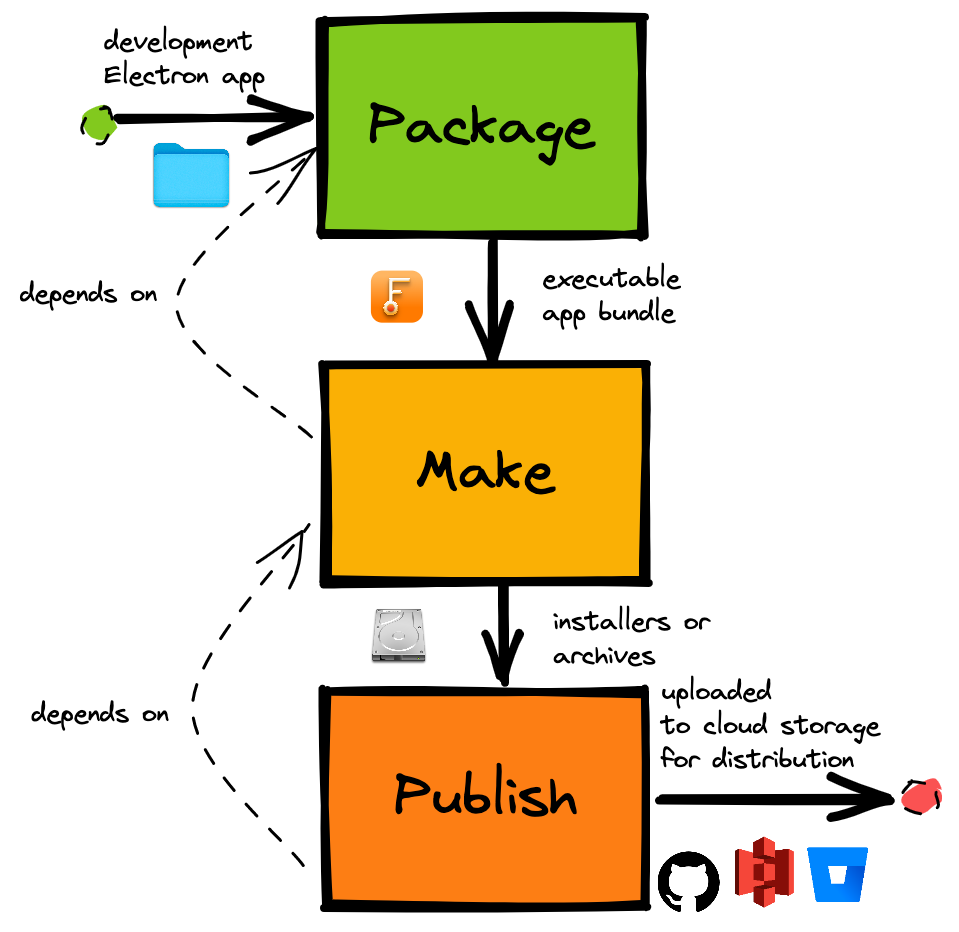 development
Electron app
Package
depends on
executable
app bundle
Make
installers or
archives
depends on
uploaded
to cloud storage
for distribution
Publish